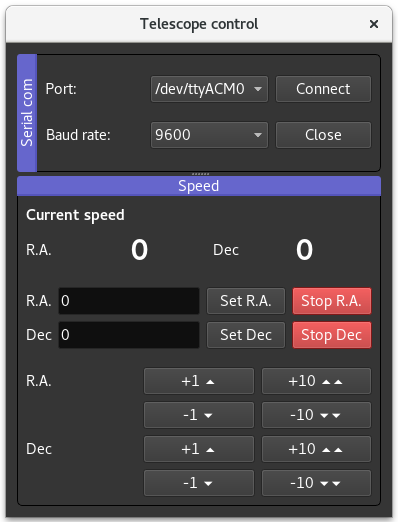 Telescope control ×
Serial com
Port: /dev/ttyACM0 Connect
Baud rate: 9600 Close
Speed
Current speed
R.A. 0 Dec 0
R.A. 0 Set R.A. Stop R.A.
Dec 0 Set Dec Stop Dec
R.A. +1 +10
-1 -10
Dec +1 +10
-1 -10